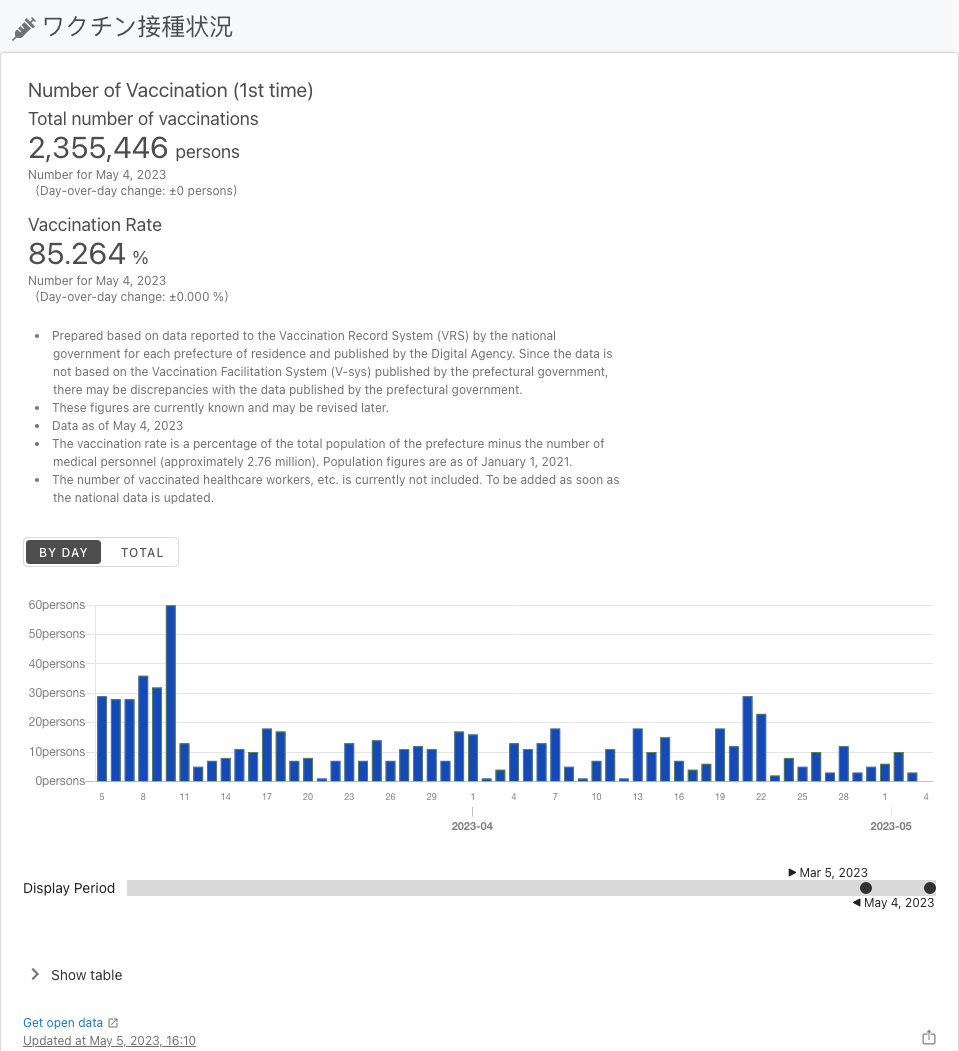 ワクチン接種状況
Number of Vaccination (1st time)
Total number of vaccinations
2,355,446 persons
Number for May 4, 2023
(Day-over-day change: ±0 persons)
Vaccination Rate
85.264 %
Number for May 4, 2023
(Day-over-day change: ±0.000 %)
• Prepared based on data reported to the Vaccination Record System (VRS) by the national
government for each prefecture of residence and published by the Digital Agency. Since the data is
not based on the Vaccination Facilitation System (V-sys) published by the prefectural government,
there may be discrepancies with the data published by the prefectural government.
• These figures are currently known and may be revised later.
• Data as of May 4, 2023
• The vaccination rate is a percentage of the total population of the prefecture minus the number of
medical personnel (approximately 2.76 million). Population figures are as of January 1, 2021.
• The number of vaccinated healthcare workers, etc. is currently not included. To be added as soon as
the national data is updated.
BY DAY TOTAL
60persons
50persons
40persons
30persons
20persons
10persons
0persons
5 8 11 14 17 20 23 26 29 1 4 7 10 13 16 19 22 25 28 1 4
2023-04 2023-05
▶ Mar 5, 2023
Display Period
◀ May 4, 2023
Show table
Get open data
Updated at May 5, 2023, 16:10